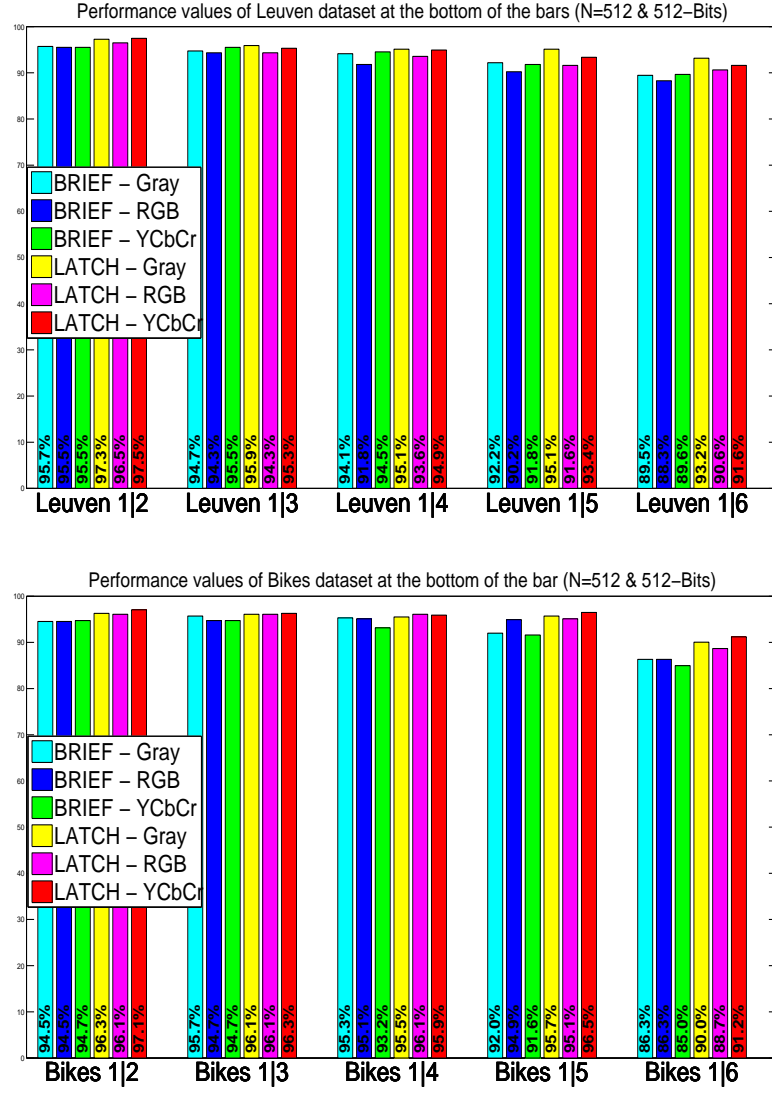 Performance values of Leuven dataset at the bottom of the bars (N=512 & 512−Bits)
100
90
80
70
60
50
40
30
20
10
0
BRIEF − Gray
BRIEF − RGB
BRIEF − YCbCr
LATCH − Gray
LATCH − RGB
LATCH − YCbCr
95.7% 95.5% 95.5% 97.3% 96.5% 97.5%
94.7% 94.3% 95.5% 95.9% 94.3% 95.3%
94.1% 91.8% 94.5% 95.1% 93.6% 94.9%
92.2% 90.2% 91.8% 95.1% 91.6% 93.4%
89.5% 88.3% 89.6% 93.2% 90.6% 91.6%
Leuven 1|2 Leuven 1|3 Leuven 1|4 Leuven 1|5 Leuven 1|6
Performance values of Bikes dataset at the bottom of the bar (N=512 & 512−Bits)
100
90
80
70
60
50
40
30
20
10
0
BRIEF − Gray
BRIEF − RGB
BRIEF − YCbCr
LATCH − Gray
LATCH − RGB
LATCH − YCbCr
94.5% 94.5% 94.7% 96.3% 96.1% 97.1%
95.7% 94.7% 94.7% 96.1% 96.1% 96.3%
95.3% 95.1% 93.2% 95.5% 96.1% 95.9%
92.0% 94.9% 91.6% 95.7% 95.1% 96.5%
86.3% 86.3% 85.0% 90.0% 88.7% 91.2%
Bikes 1|2 Bikes 1|3 Bikes 1|4 Bikes 1|5 Bikes 1|6